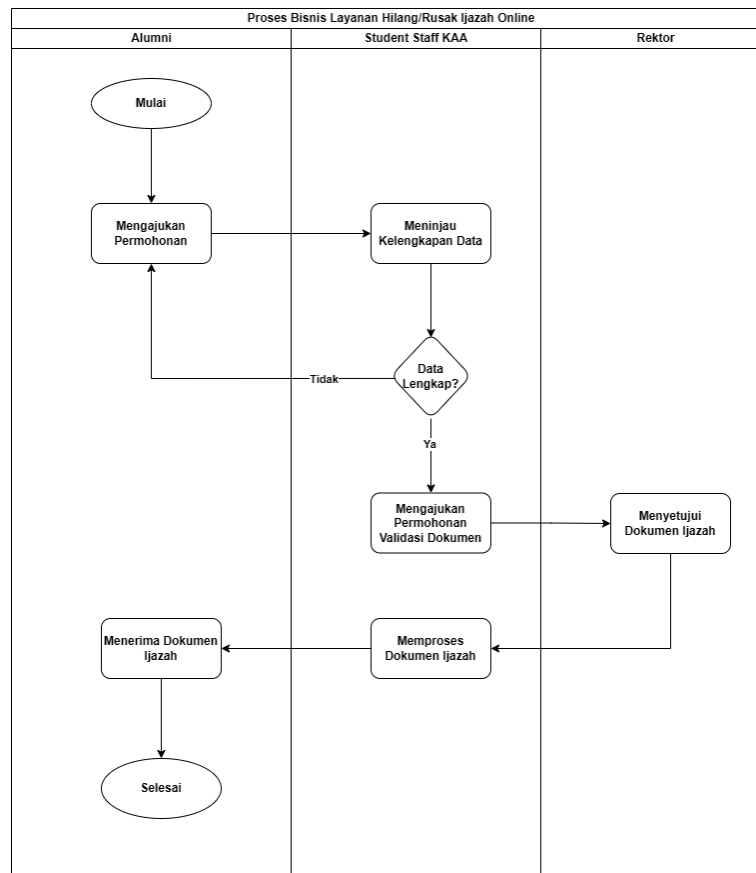 Proses Bisnis Layanan Hilang/Rusak Ijazah Online
Alumni
Student Staff KAA
Rektor
Mulai
Mengajukan
Permohonan
Meninjau
Kelengkapan Data
Data
Lengkap?
Tidak
Ya
Mengajukan
Permohonan
Validasi Dokumen
Menyetujui
Dokumen Ijazah
Memproses
Dokumen Ijazah
Menerima Dokumen
Ijazah
Selesai